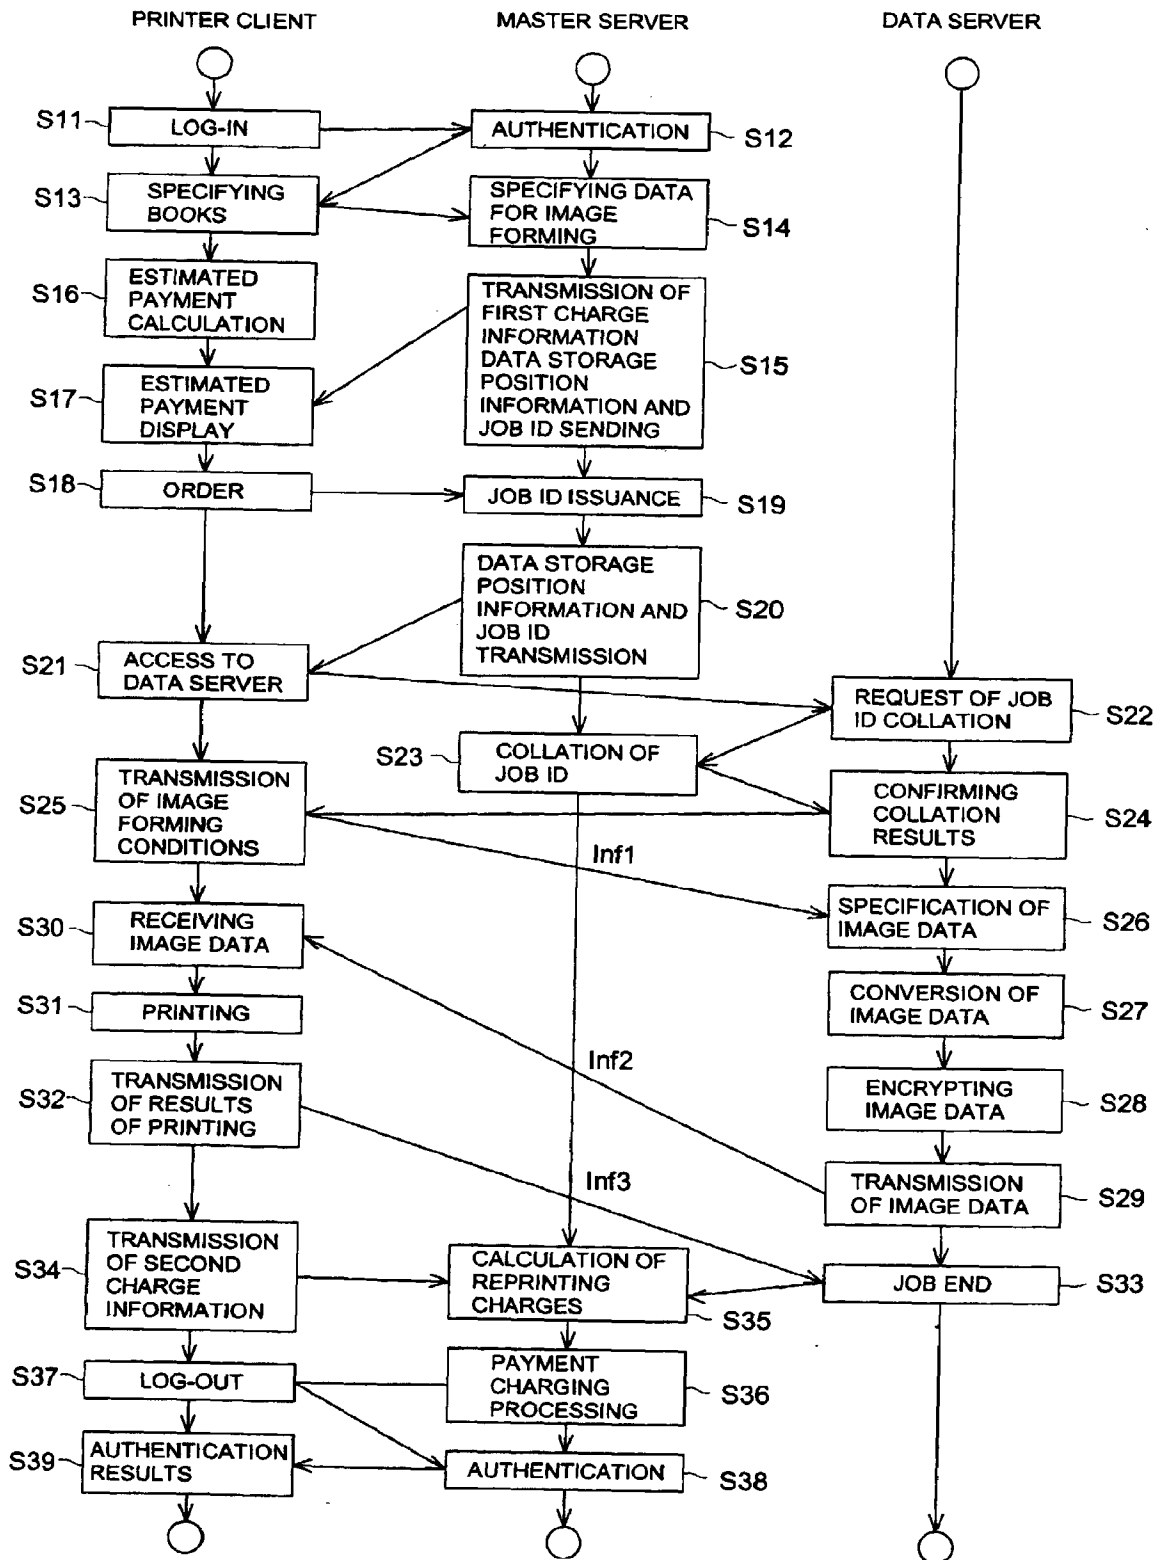 PRINTER CLIENT
MASTER SERVER
DATA SERVER
S11
LOG-IN
AUTHENTICATION
S12
S13
SPECIFYING
BOOKS
SPECIFYING DATA
FOR IMAGE
FORMING
S14
S16
ESTIMATED
PAYMENT
CALCULATION
TRANSMISSION OF
FIRST CHARGE
INFORMATION
DATA STORAGE
POSITION
INFORMATION AND
JOB ID SENDING
S15
S17
ESTIMATED
PAYMENT
DISPLAY
S18
ORDER
JOB ID ISSUANCE
S19
DATA STORAGE
POSITION
INFORMATION AND
JOB ID
TRANSMISSION
S20
S21
ACCESS TO
DATA SERVER
REQUEST OF JOB
ID COLLATION
S22
S23
COLLATION OF
JOB ID
S25
TRANSMISSION
OF IMAGE
FORMING
CONDITIONS
CONFIRMING
COLLATION
RESULTS
S24
Inf1
S30
RECEIVING
IMAGE DATA
SPECIFICATION OF
IMAGE DATA
S26
S31
PRINTING
CONVERSION OF
IMAGE DATA
S27
Inf2
S32
TRANSMISSION
OF RESULTS
OF PRINTING
ENCRYPTING
IMAGE DATA
S28
Inf3
TRANSMISSION
OF IMAGE DATA
S29
S34
TRANSMISSION
OF SECOND
CHARGE
INFORMATION
CALCULATION OF
REPRINTING
CHARGES
S35
JOB END
S33
S37
LOG-OUT
PAYMENT
CHARGING
PROCESSING
S36
S39
AUTHENTICATION
RESULTS
AUTHENTICATION
S38